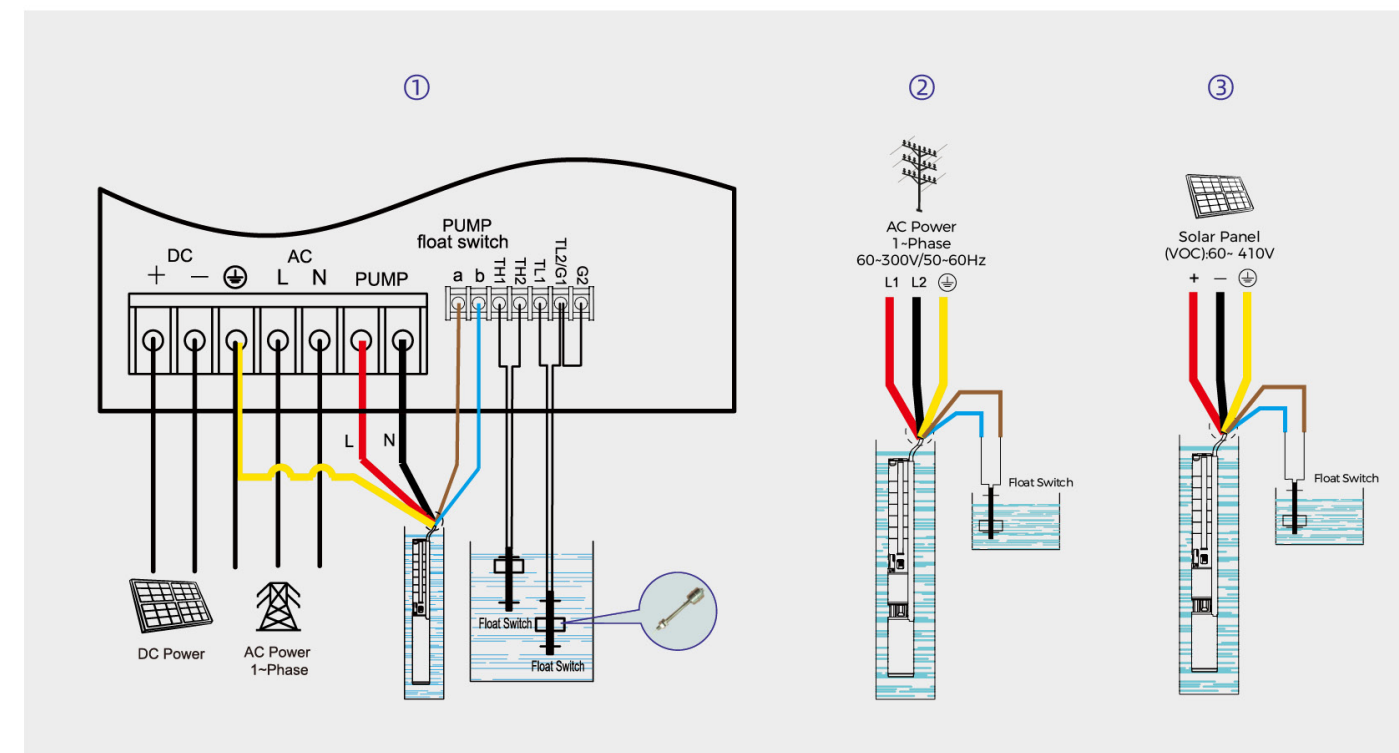 ①
PUMP
float switch
DC
AC
+ − ⏚ L N PUMP
a b TH1 TH2 TL1 TL2/G1 G2
L N
Float Switch
Float Switch
DC Power
AC Power
1~Phase
②
AC Power
1~Phase
60~300V/50~60Hz
L1 L2 ⏚
Float Switch
③
Solar Panel
(VOC):60~ 410V
+ − ⏚
Float Switch